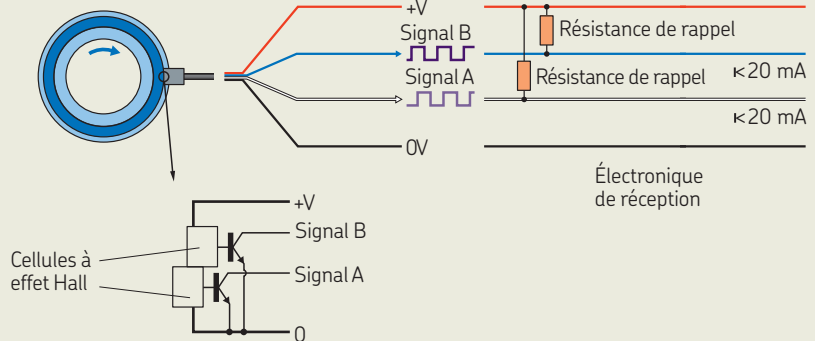 +V
Signal B
Résistance de rappel
Signal A
Résistance de rappel
I<20 mA
I<20 mA
0V
Électronique
de réception
+V
Signal B
Cellules à
effet Hall
Signal A
0